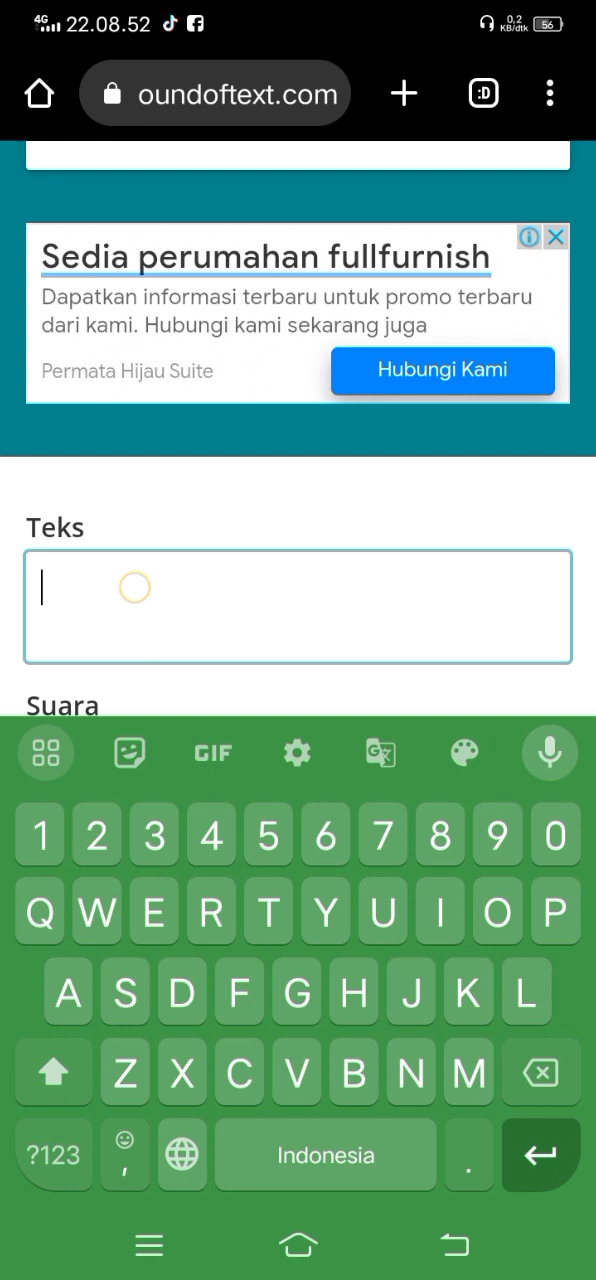 4G 22.08.52 0,2 KB/dtk 56
oundoftext.com :D
Sedia perumahan fullfurnish
Dapatkan informasi terbaru untuk promo terbaru
dari kami. Hubungi kami sekarang juga
Permata Hijau Suite Hubungi Kami
Teks
Suara
GIF
1 2 3 4 5 6 7 8 9 0
Q W E R T Y U I O P
A S D F G H J K L
Z X C V B N M
?123 , Indonesia .